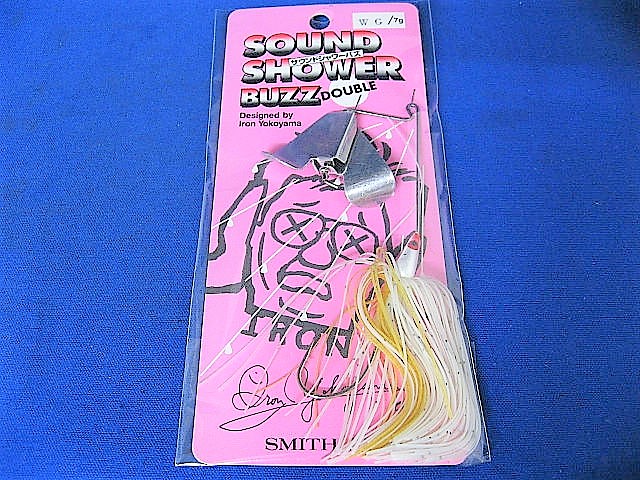 W G /7g
SOUND
サウンドシャワーバズ
SHOWER
BUZZ DOUBLE
Designed by
Iron Yokoyama
IRON
SMITH